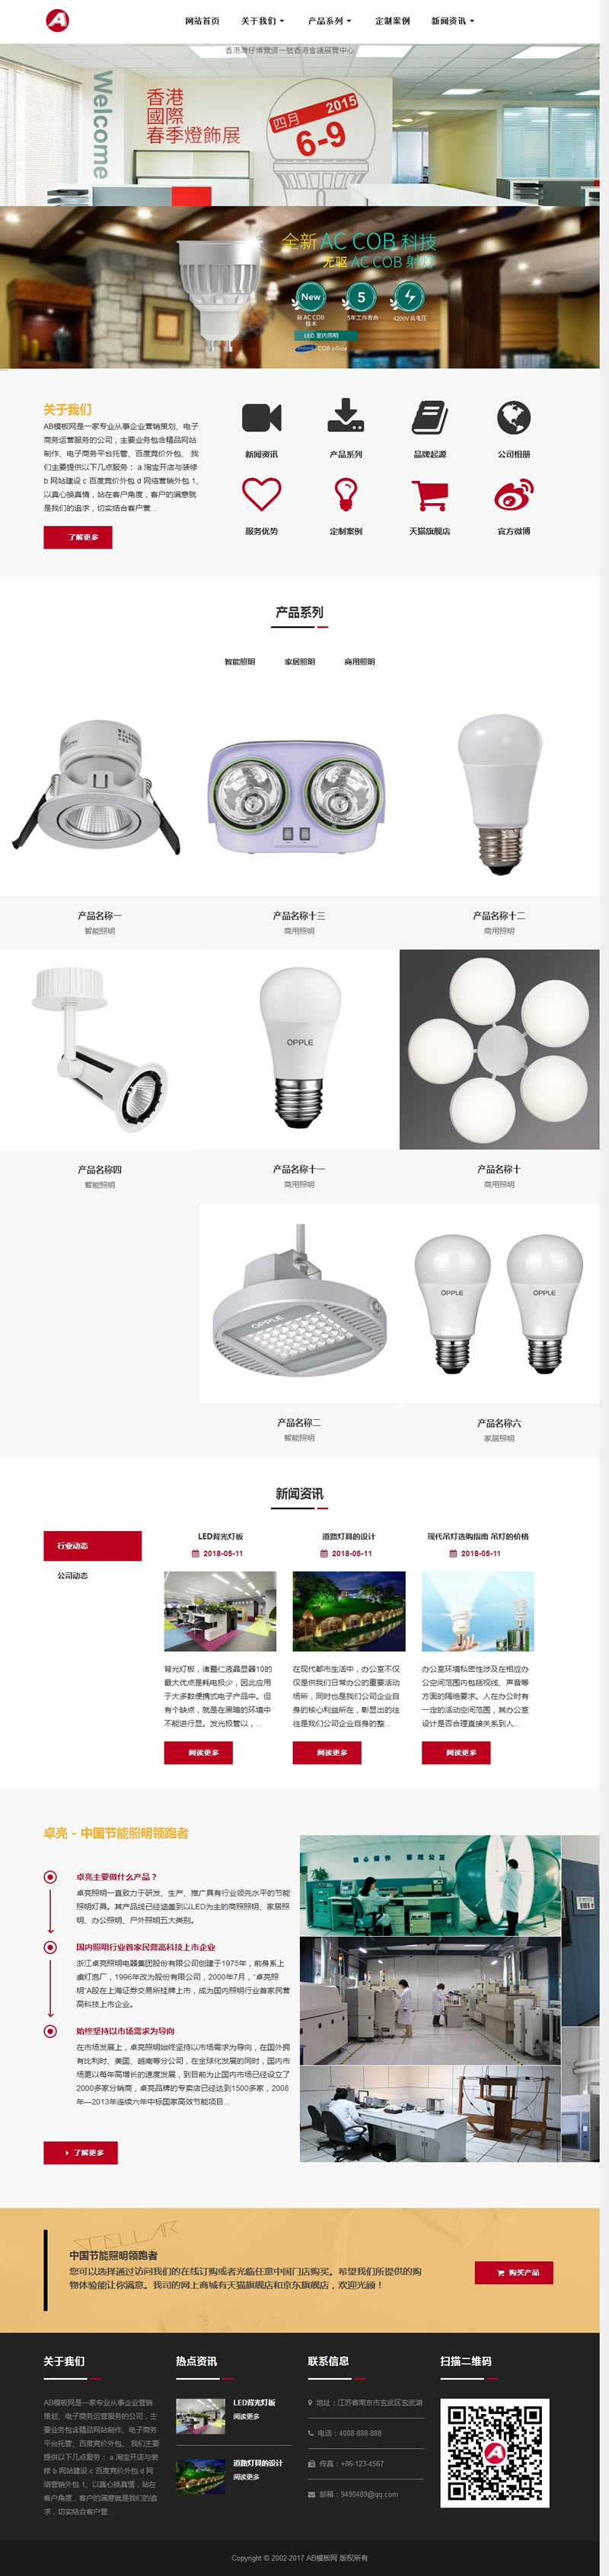 网站首页 关于我们 产品系列 定制案例 新闻资讯
香港灣仔博覽道一號香港會議展覽中心
Welcome
香港
國際
春季燈飾展
四月 2015
6-9
全新 AC COB 科技
无驱 AC COB 射灯
New 5
新 AC COB
技术
5年工作寿命
4200V 高电压
LED 室内照明
COB inSide
关于我们
AB模板网是一家专业从事企业营销策划、电子
商务运营服务的公司，主要业务包含精品网站
制作、电子商务平台托管、百度竞价外包、 我
们主要提供以下几点服务： a 淘宝开店与装修
b 网站建设 c 百度竞价外包 d 网络营销外包 1、
以真心换真情，站在客户角度，客户的满意就
是我们的追求，切实结合客户营...
了解更多
新闻资讯 产品系列 品牌起源 公司相册
服务优势 定制案例 天猫旗舰店 官方微博
产品系列
智能照明 家居照明 商用照明
产品名称一 产品名称十三 产品名称十二
智能照明 商用照明 商用照明
OPPLE
产品名称四 产品名称十一 产品名称十
智能照明 商用照明 商用照明
OPPLE
OPPLE OPPLE
产品名称二 产品名称六
智能照明 家居照明
新闻资讯
行业动态
公司动态
LED背光灯板
2018-05-11
背光灯板，诸暨仁液晶显器10的
最大优点是耗电极少，因此应用
于大多数便携式电子产品中。但
有个缺点，就是在黑暗的环境中
不能进行显。发光极管以，...
阅读更多
道路灯具的设计
2018-05-11
在现代都市生活中，办公室不仅
仅是供我们日常办公的重要活动
场所，同时也是我们公司企业自
身的核心利益所在，彰显出的往
往是我们公司企业自身的整...
阅读更多
现代吊灯选购指南 吊灯的价格
2018-05-11
办公室环境私密性涉及在相应办
公空间范围内包括视线、声音等
方面的隔绝要求。人在办公时有
一定的活动空间范围，其办公室
设计是否合理直接关系到人...
阅读更多
卓亮 - 中国节能照明领跑者
卓亮主要做什么产品？
卓亮照明一直致力于研发、生产、推广具有行业领先水平的节能
照明灯具。其产品线已经涵盖到以LED为主的商照照明、家居照
明、办公照明、户外照明五大类别。
国内照明行业首家民营高科技上市企业
浙江卓亮照明电器集团股份有限公司创建于1975年，前身系上
虞灯泡厂，1996年改为股份有限公司，2000年7月，“卓亮照
明”A股在上海证券交易所挂牌上市，成为国内照明行业首家民营
高科技上市企业。
始终坚持以市场需求为导向
在市场发展上，卓亮照明始终坚持以市场需求为导向，在国外拥
有比利时、美国、越南等分公司，在全球化发展的同时，国内市
场更以每年高增长的速度发展，到目前为止国内市场已经设立了
2000多家分销商，卓亮品牌的专卖店已经达到1500多家，2008
年—2013年连续六年中标国家高效节能项目...
了解更多
STELLAR
中国节能照明领跑者
您可以选择通过访问我们的在线订购或者光临任意中国门店购买。希望我们所提供的购
物体验能让你满意。我司的网上商城有天猫旗舰店和京东旗舰店，欢迎光顾！
购买产品
关于我们
AB模板网是一家专业从事企业营销
策划、电子商务运营服务的公司，主
要业务包含精品网站制作、电子商务
平台托管、百度竞价外包、 我们主要
提供以下几点服务： a 淘宝开店与装
修 b 网站建设 c 百度竞价外包 d 网
络营销外包 1、以真心换真情，站在
客户角度，客户的满意就是我们的追
求，切实结合客户营...
热点资讯
LED背光灯板
阅读更多
道路灯具的设计
阅读更多
联系信息
地址：江苏省南京市玄武区玄武湖
电话：4008-888-888
传真：+86-123-4567
邮箱：9490489@qq.com
扫描二维码
Copyright © 2002-2017 AB模板网 版权所有